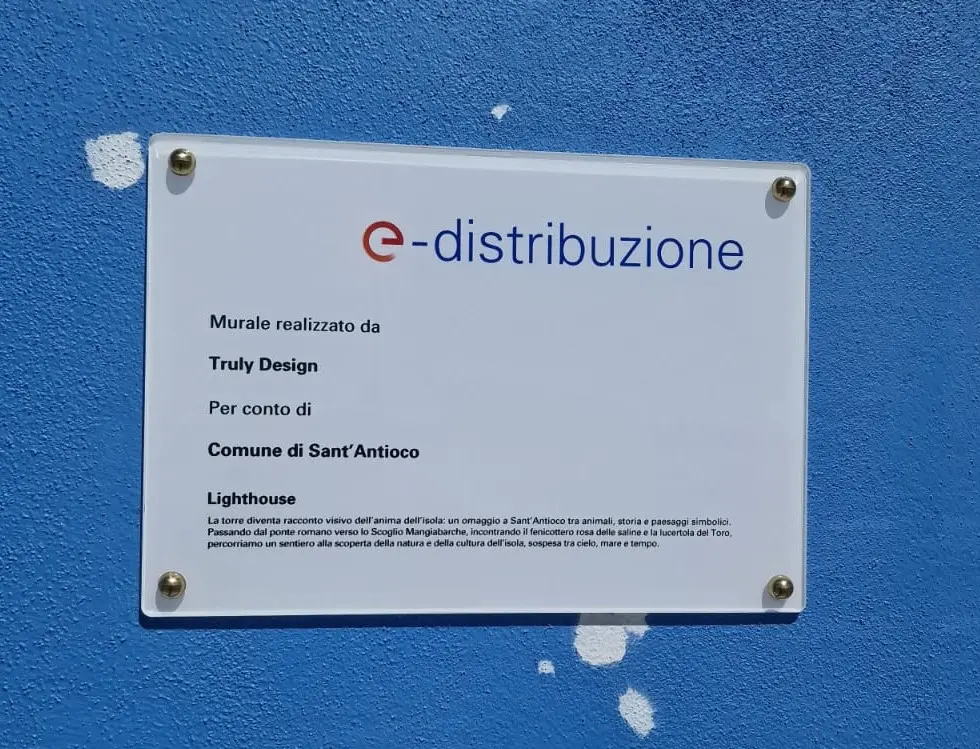 e-distribuzione
Murale realizzato da
Truly Design
Per conto di
Comune di Sant'Antioco
Lighthouse
La torre diventa racconto visivo dell'anima dell'isola: un omaggio a Sant'Antioco tra animali, storia e paesaggi simbolici.
Passando dal ponte romano verso lo Scoglio Mangiabarche, incontrando il fenicottero rosa delle saline e la lucertola del Toro,
percorriamo un sentiero alla scoperta della natura e della cultura dell'isola, sospesa tra cielo, mare e tempo.